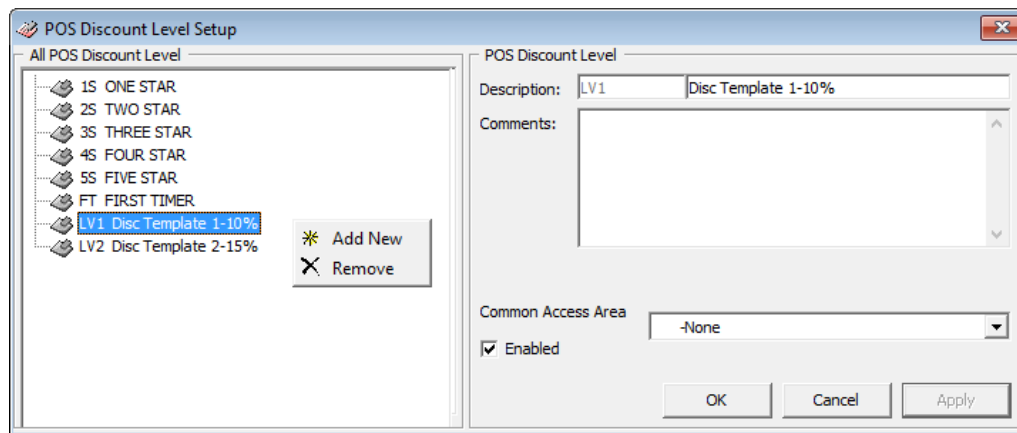 POS Discount Level Setup
All POS Discount Level
1S ONE STAR
2S TWO STAR
3S THREE STAR
4S FOUR STAR
5S FIVE STAR
FT FIRST TIMER
LV1 Disc Template 1-10%
LV2 Disc Template 2-15%
Add New
Remove
POS Discount Level
Description: LV1 Disc Template 1-10%
Comments:
Common Access Area -None
Enabled
OK Cancel Apply